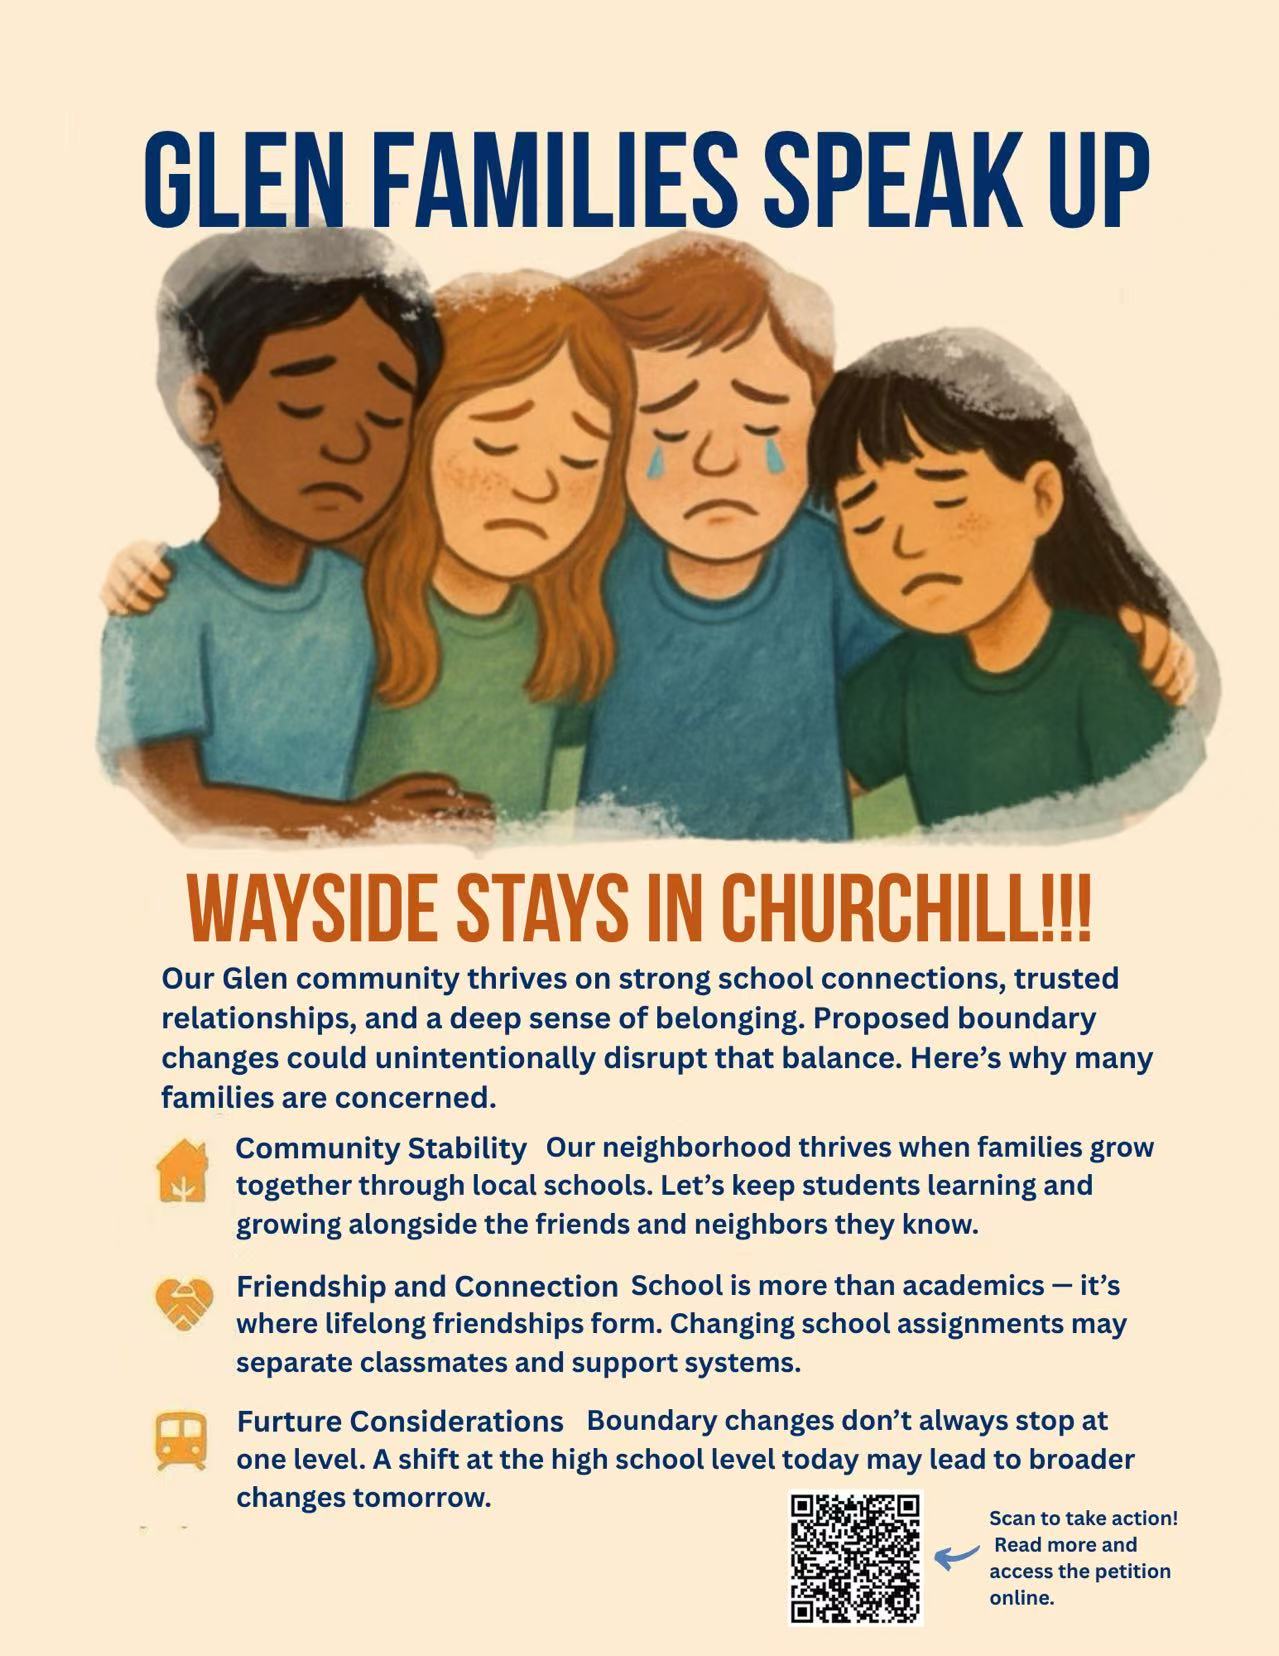 GLEN FAMILIES SPEAK UP
WAYSIDE STAYS IN CHURCHILL!!!
Our Glen community thrives on strong school connections, trusted
relationships, and a deep sense of belonging. Proposed boundary
changes could unintentionally disrupt that balance. Here’s why many
families are concerned.
Community Stability Our neighborhood thrives when families grow
together through local schools. Let’s keep students learning and
growing alongside the friends and neighbors they know.
Friendship and Connection School is more than academics — it’s
where lifelong friendships form. Changing school assignments may
separate classmates and support systems.
Furture Considerations Boundary changes don’t always stop at
one level. A shift at the high school level today may lead to broader
changes tomorrow.
Scan to take action!
Read more and
access the petition
online.